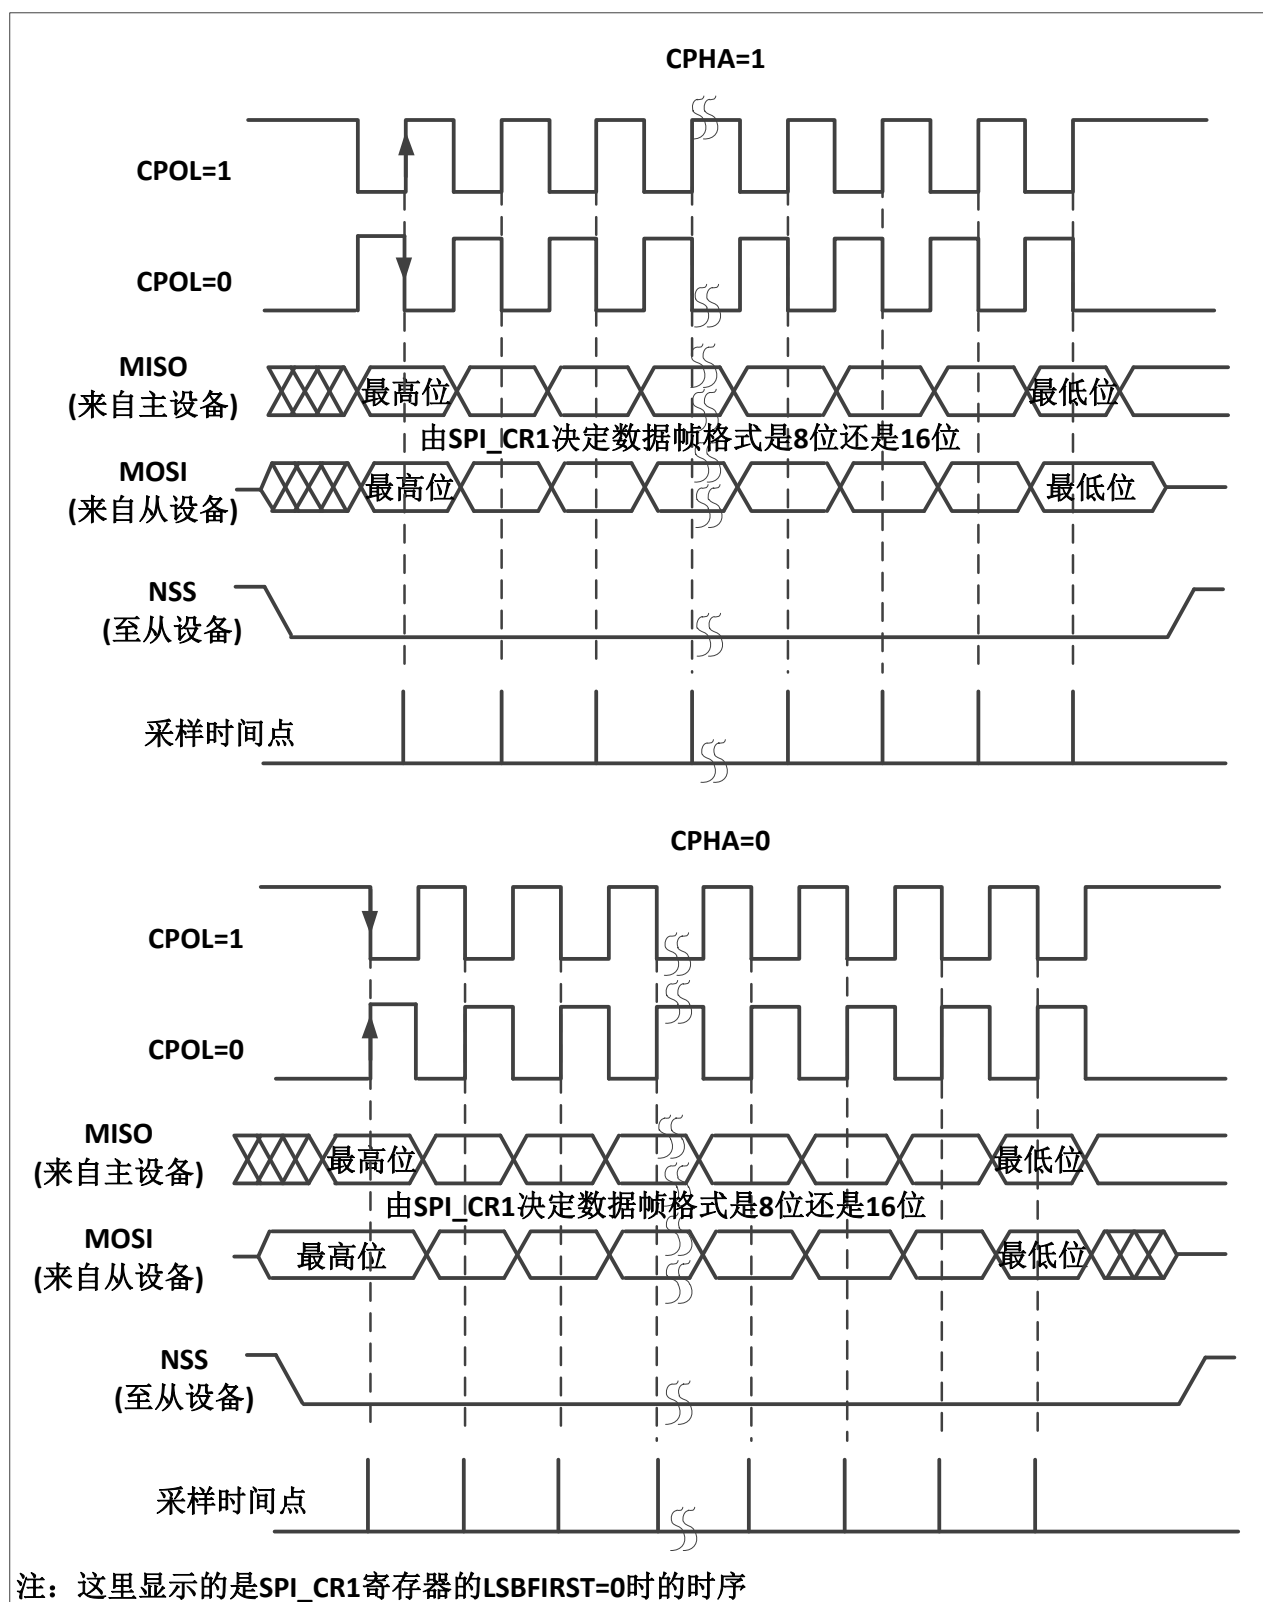 CPHA=1
CPOL=1
CPOL=0
MISO
(来自主设备)
最高位
最低位
由SPI_CR1决定数据帧格式是8位还是16位
MOSI
(来自从设备)
最高位
最低位
NSS
(至从设备)
采样时间点
CPHA=0
CPOL=1
CPOL=0
MISO
(来自主设备)
最高位
最低位
由SPI_CR1决定数据帧格式是8位还是16位
MOSI
(来自从设备)
最高位
最低位
NSS
(至从设备)
采样时间点
注：这里显示的是SPI_CR1寄存器的LSBFIRST=0时的时序